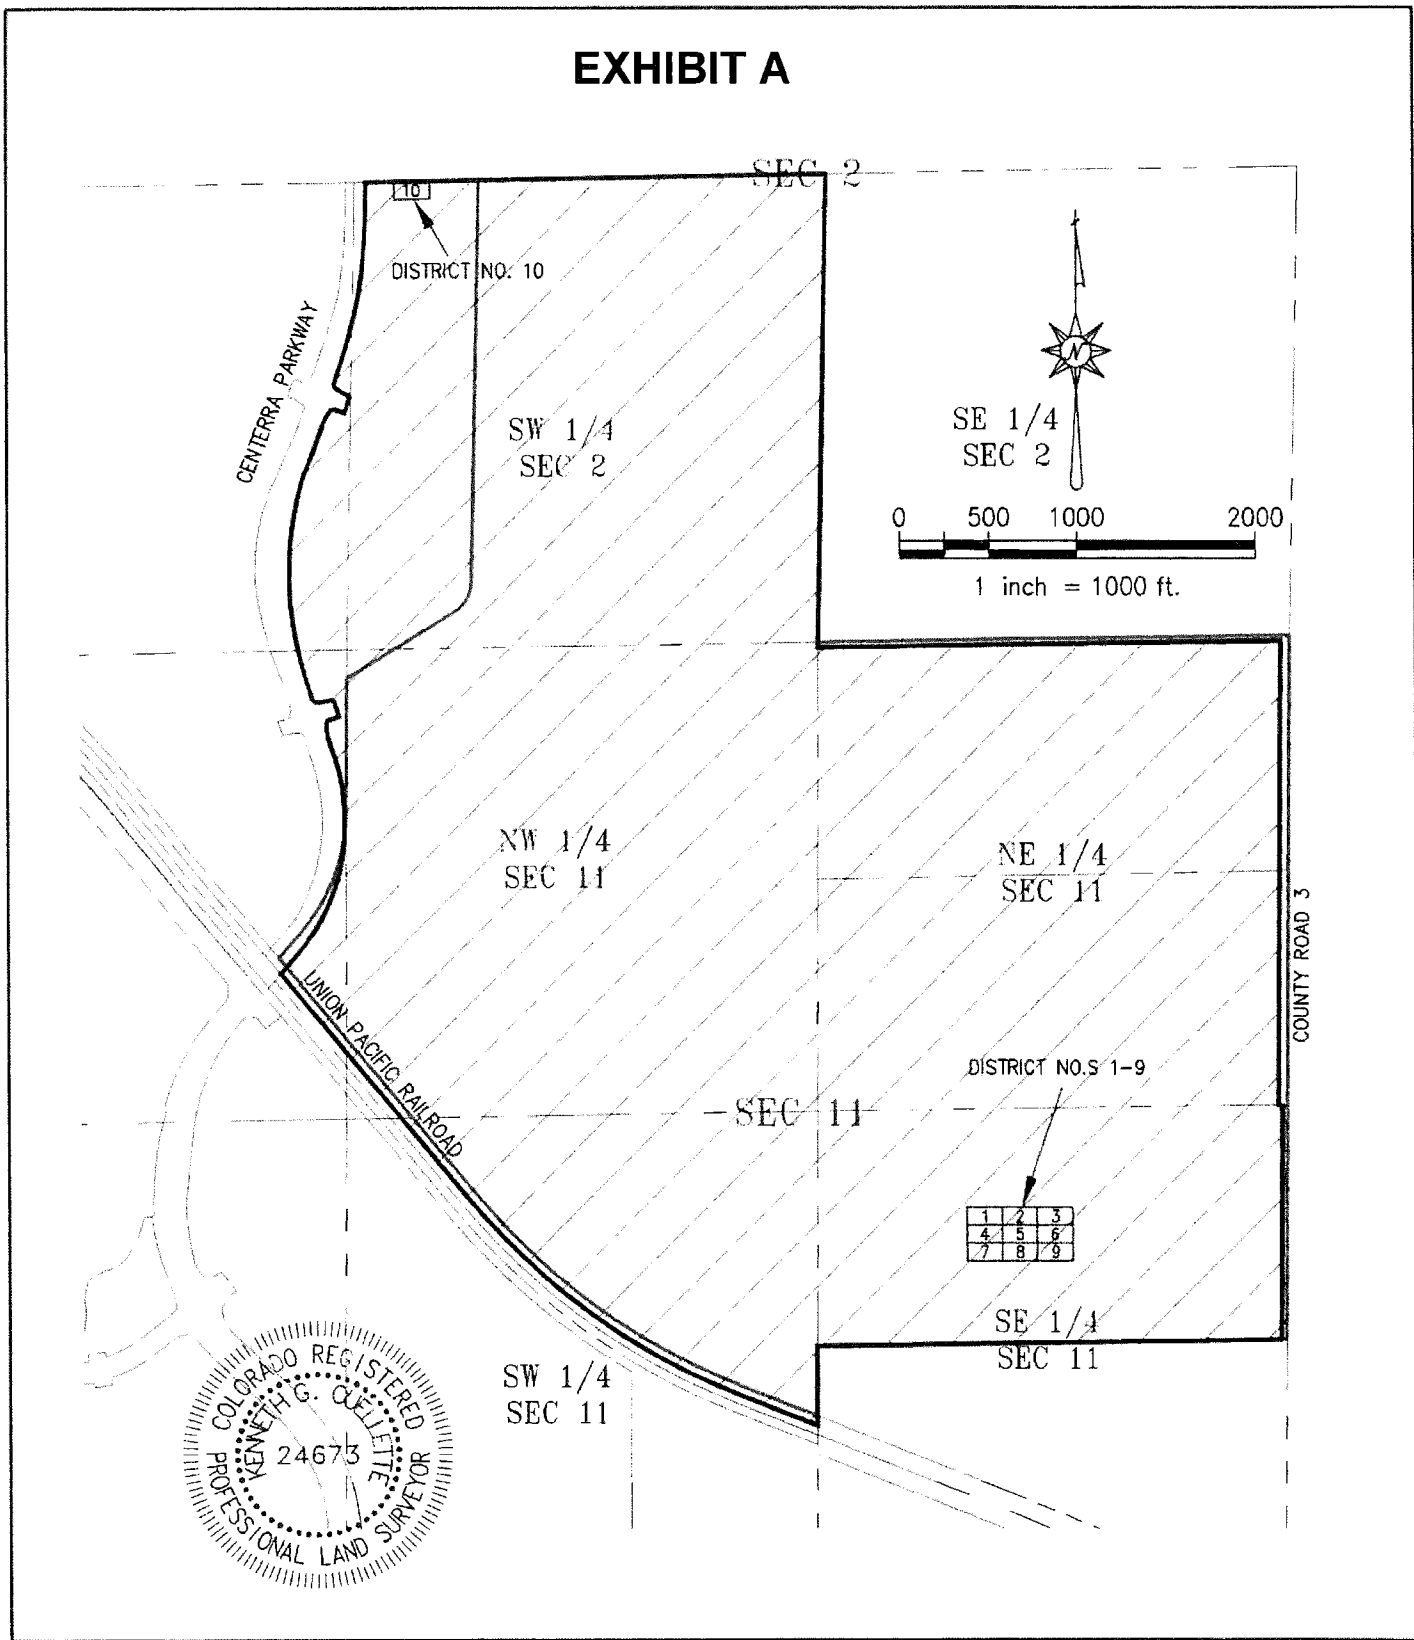 EXHIBIT A
SEC 2
10
DISTRICT NO. 10
CENTERRA PARKWAY
SW 1/4
SEC 2
N
SE 1/4
SEC 2
0 500 1000 2000
1 inch = 1000 ft.
NW 1/4
SEC 11
NE 1/4
SEC 11
COUNTY ROAD 3
UNION PACIFIC RAILROAD
DISTRICT NO.S 1-9
SEC 11
1 2 3
4 5 6
7 8 9
SE 1/4
SEC 11
SW 1/4
SEC 11
COLORADO REGISTERED
KENNETH G. OUELLETTE
24673
PROFESSIONAL LAND SURVEYOR